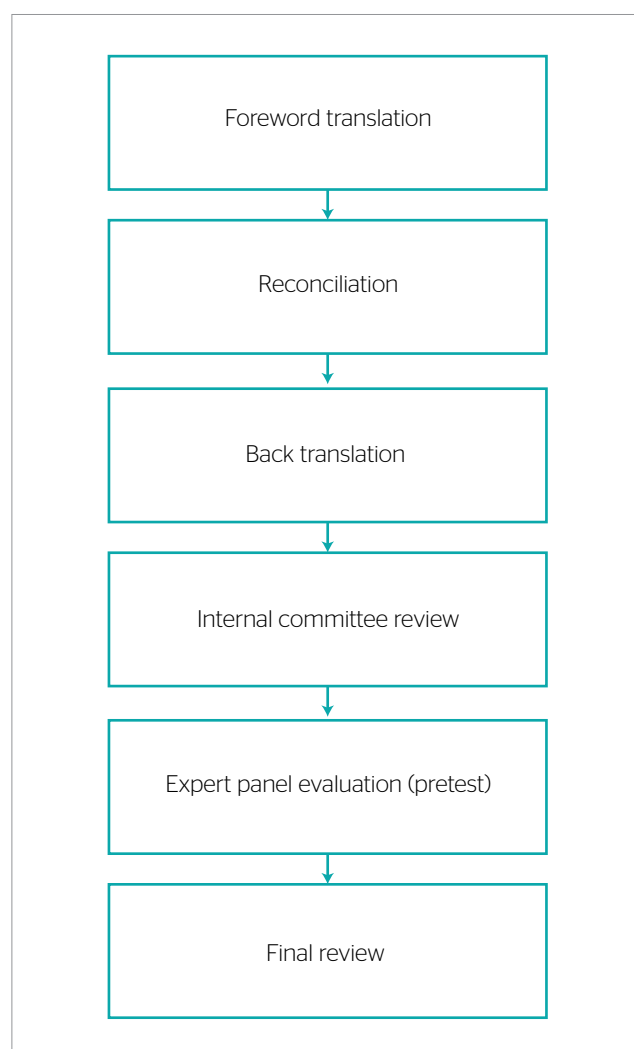 Foreword translation
Reconciliation
Back translation
Internal committee review
Expert panel evaluation (pretest)
Final review